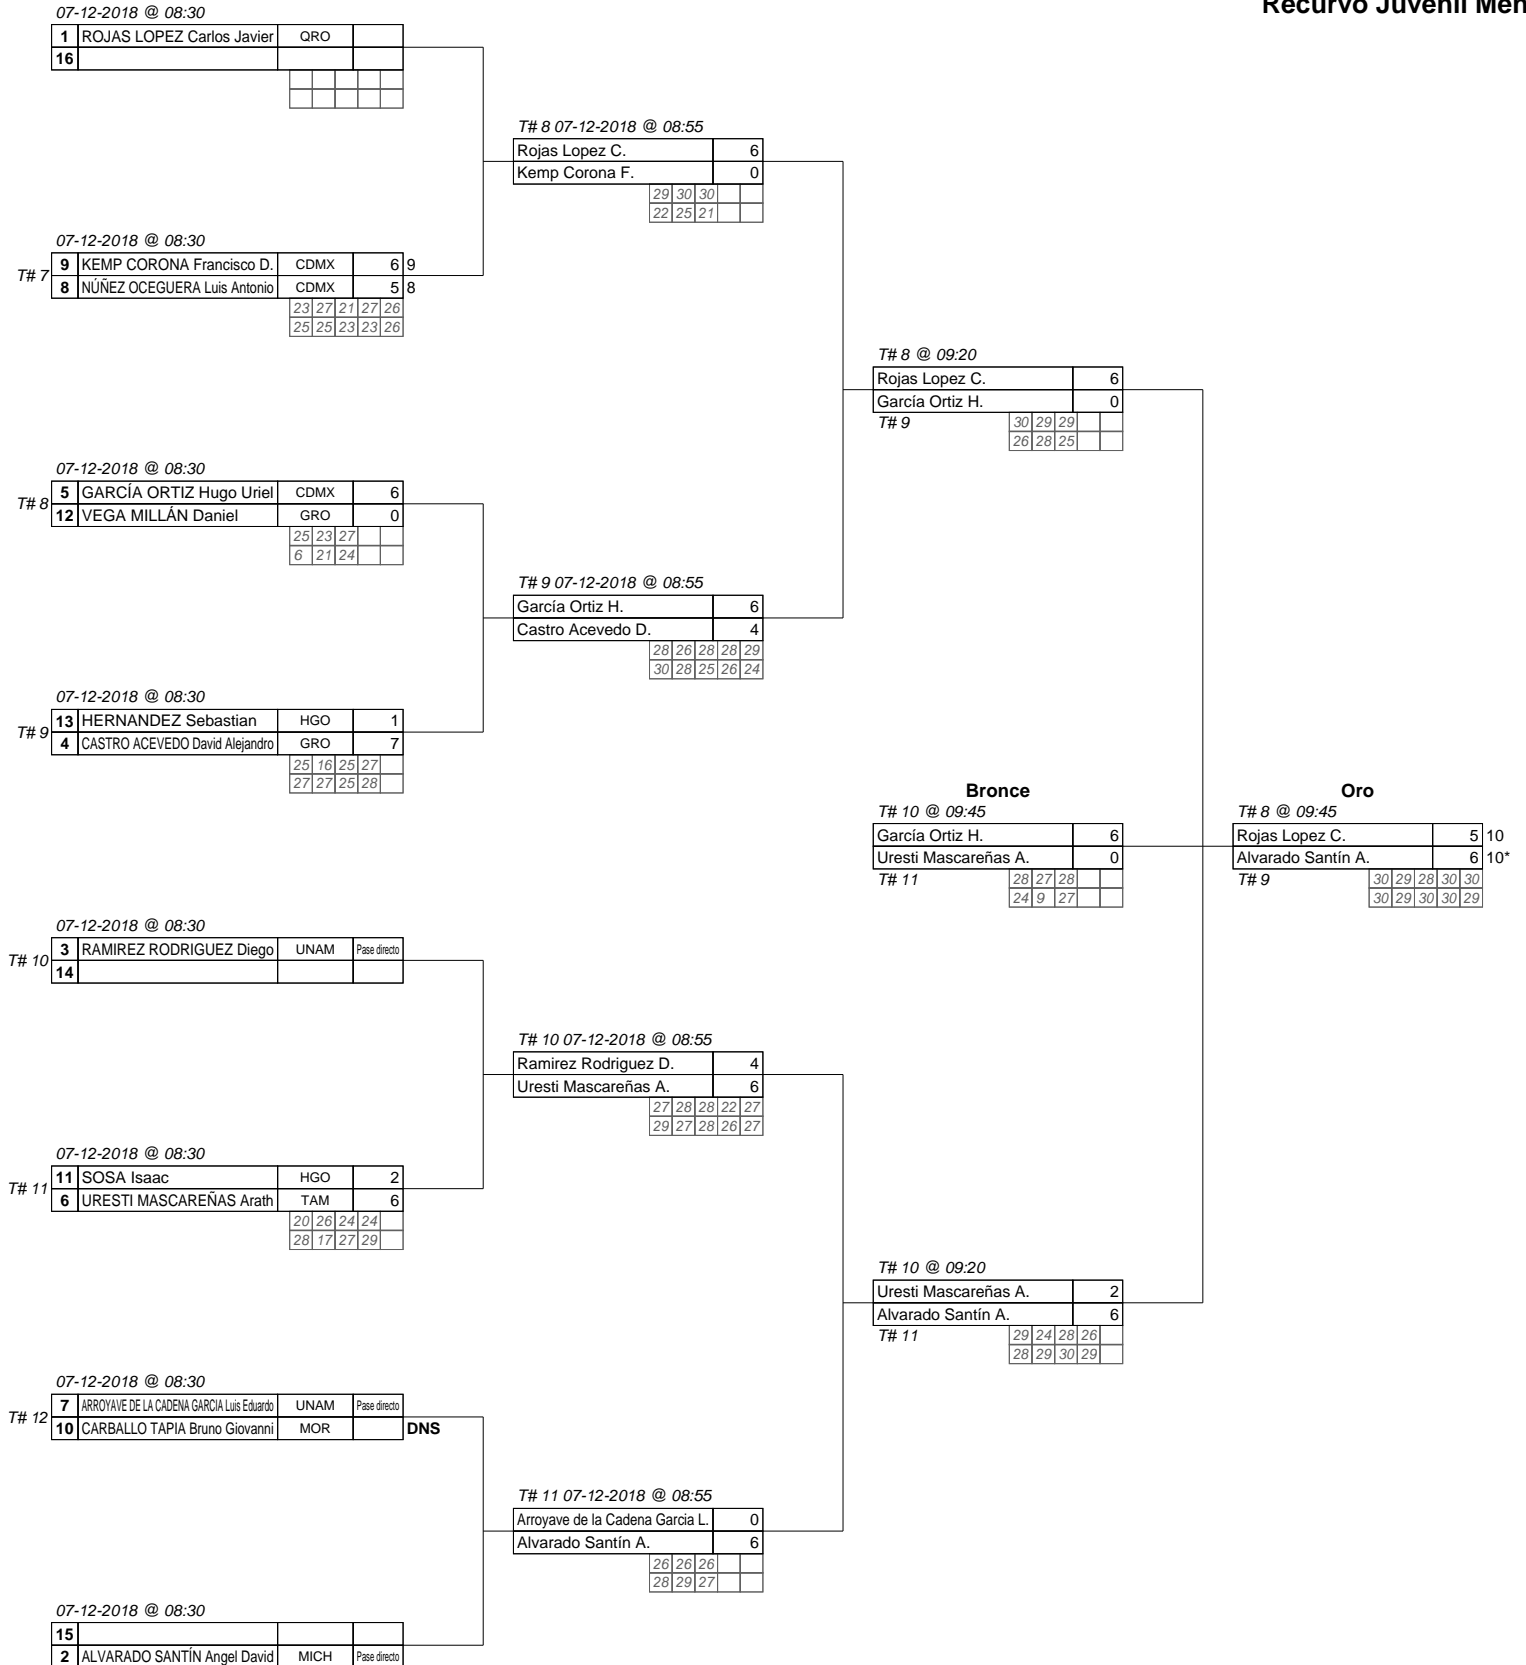 Recurvo Juvenil
07-12-2018 @ 08:30
1 ROJAS LOPEZ Carlos Javier QRO
16
T# 8 07-12-2018 @ 08:55
Rojas Lopez C. 6
Kemp Corona F. 0
29 30 30
22 25 21
07-12-2018 @ 08:30
T# 7
9 KEMP CORONA Francisco D. CDMX 6 9
8 NÚÑEZ OCEGUERA Luis Antonio CDMX 5 8
23 27 21 27 26
25 25 23 23 26
T# 8 @ 09:20
Rojas Lopez C. 6
García Ortiz H. 0
T# 9 30 29 29
26 28 25
07-12-2018 @ 08:30
T# 8
5 GARCÍA ORTIZ Hugo Uriel CDMX 6
12 VEGA MILLÁN Daniel GRO 0
25 23 27
6 21 24
T# 9 07-12-2018 @ 08:55
García Ortiz H. 6
Castro Acevedo D. 4
28 26 28 28 29
30 28 25 26 24
07-12-2018 @ 08:30
T# 9
13 HERNANDEZ Sebastian HGO 1
4 CASTRO ACEVEDO David Alejandro GRO 7
25 16 25 27
27 27 25 28
Bronce
T# 10 @ 09:45
García Ortiz H. 6
Uresti Mascareñas A. 0
T# 11 28 27 28
24 9 27
Oro
T# 8 @ 09:45
Rojas Lopez C. 5 10
Alvarado Santín A. 6 10*
T# 9 30 29 28 30 30
30 29 30 30 29
07-12-2018 @ 08:30
T# 10
3 RAMIREZ RODRIGUEZ Diego UNAM Pase directo
14
T# 10 07-12-2018 @ 08:55
Ramirez Rodriguez D. 4
Uresti Mascareñas A. 6
27 28 28 22 27
29 27 28 26 27
07-12-2018 @ 08:30
T# 11
11 SOSA Isaac HGO 2
6 URESTI MASCAREÑAS Arath TAM 6
20 26 24 24
28 17 27 29
T# 10 @ 09:20
Uresti Mascareñas A. 2
Alvarado Santín A. 6
T# 11 29 24 28 26
28 29 30 29
07-12-2018 @ 08:30
T# 12
7 ARROYAVE DE LA CADENA GARCIA Luis Eduardo UNAM Pase directo
10 CARBALLO TAPIA Bruno Giovanni MOR DNS
T# 11 07-12-2018 @ 08:55
Arroyave de la Cadena Garcia L. 0
Alvarado Santín A. 6
26 26 26
28 29 27
07-12-2018 @ 08:30
15
2 ALVARADO SANTÍN Angel David MICH Pase directo